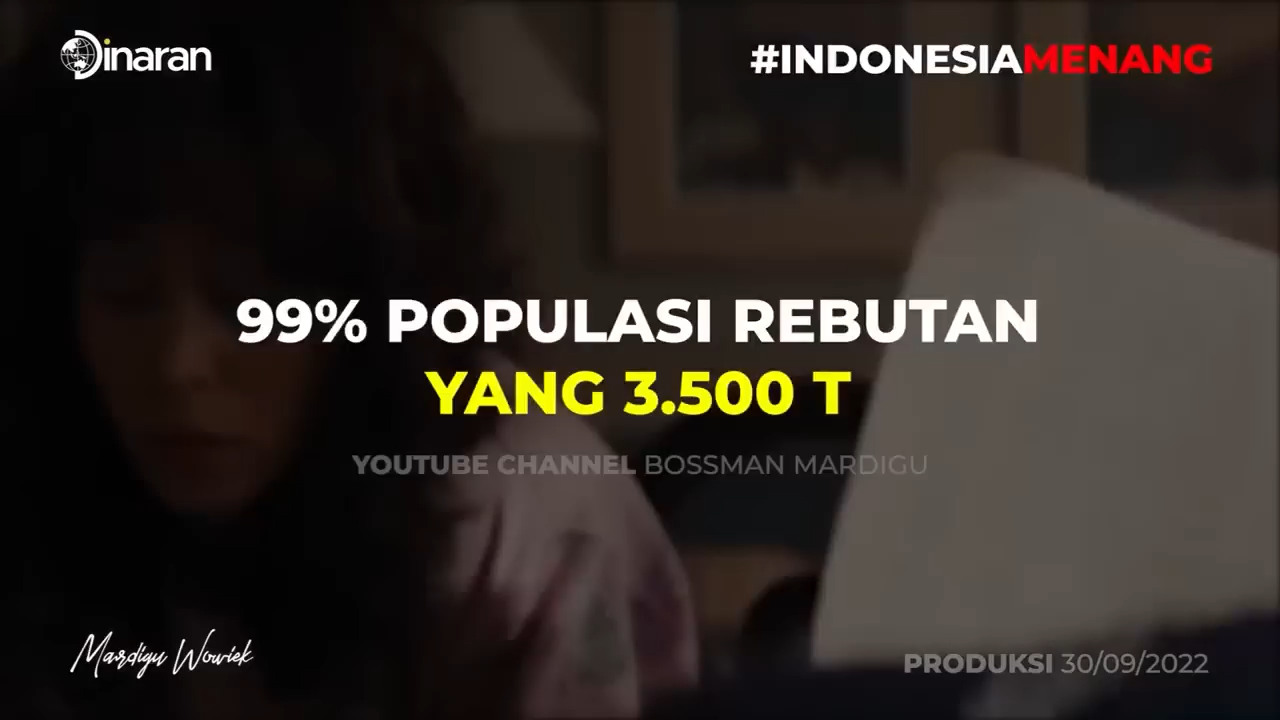 Dinaran
#INDONESIAMENANG
99% POPULASI REBUTAN
YANG 3.500 T
YOUTUBE CHANNEL BOSSMAN MARDIGU
Mardigu Wowiek
PRODUKSI 30/09/2022